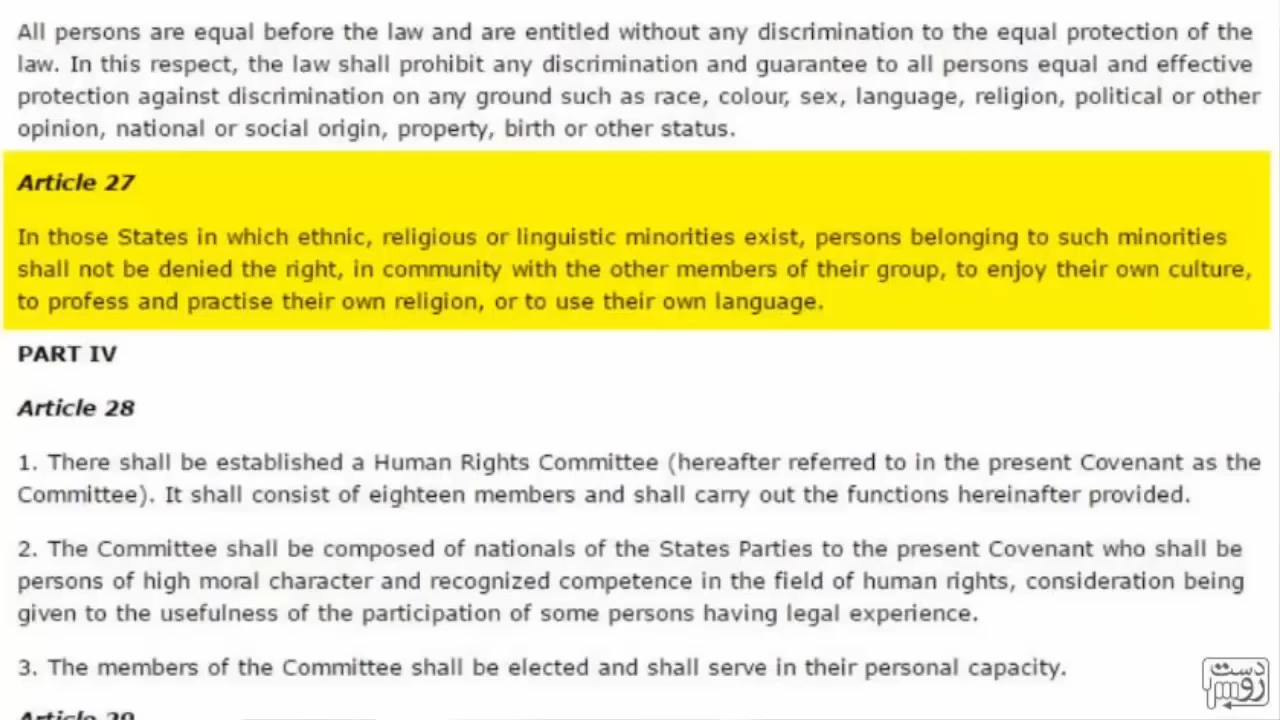 All persons are equal before the law and are entitled without any discrimination to the equal protection of the
law. In this respect, the law shall prohibit any discrimination and guarantee to all persons equal and effective
protection against discrimination on any ground such as race, colour, sex, language, religion, political or other
opinion, national or social origin, property, birth or other status.
Article 27
In those States in which ethnic, religious or linguistic minorities exist, persons belonging to such minorities
shall not be denied the right, in community with the other members of their group, to enjoy their own culture,
to profess and practise their own religion, or to use their own language.
PART IV
Article 28
1. There shall be established a Human Rights Committee (hereafter referred to in the present Covenant as the
Committee). It shall consist of eighteen members and shall carry out the functions hereinafter provided.
2. The Committee shall be composed of nationals of the States Parties to the present Covenant who shall be
persons of high moral character and recognized competence in the field of human rights, consideration being
given to the usefulness of the participation of some persons having legal experience.
3. The members of the Committee shall be elected and shall serve in their personal capacity.
دست
رو
Article 29